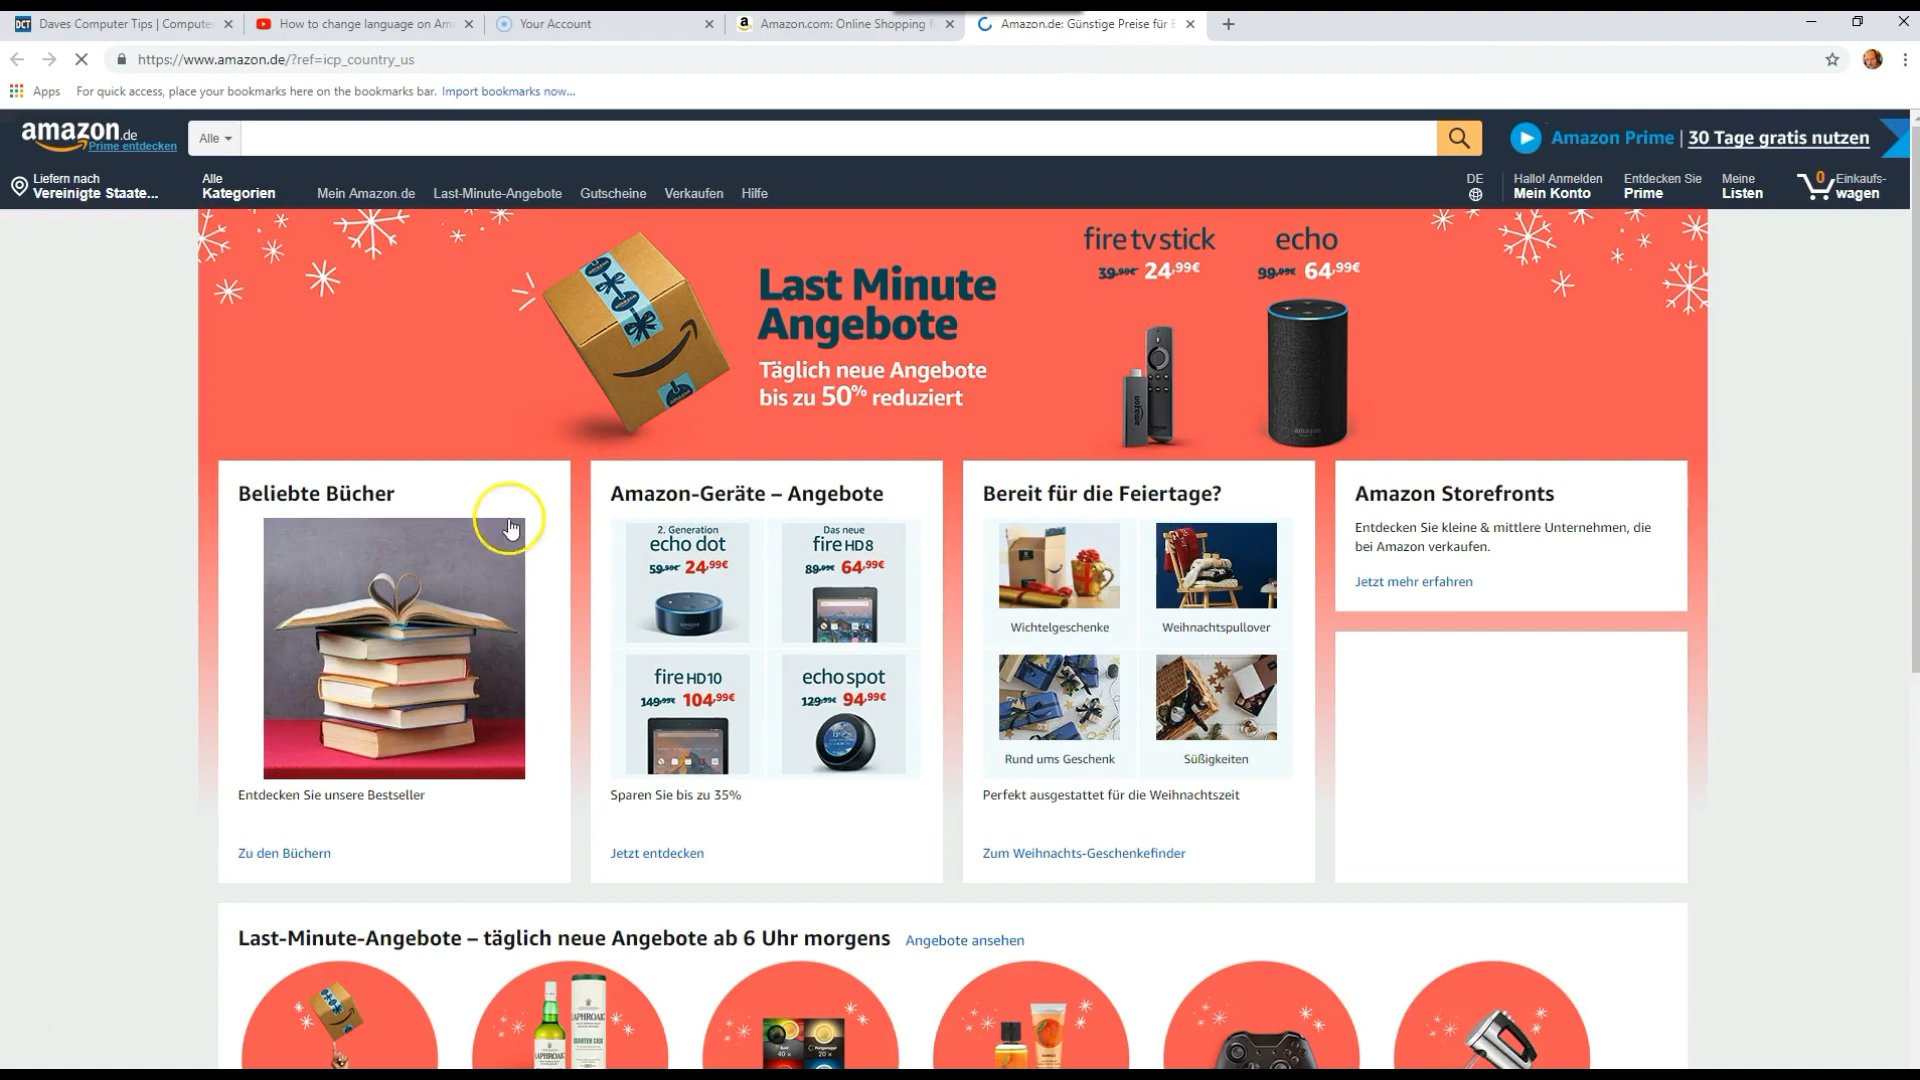 Daves Computer Tips | Compute
How to change language on Ama
Your Account
Amazon.com: Online Shopping f
Amazon.de: Günstige Preise für E
https://www.amazon.de/?ref=icp_country_us
Apps For quick access, place your bookmarks here on the bookmarks bar. Import bookmarks now...
amazon.de
Prime entdecken
Alle
Amazon Prime | 30 Tage gratis nutzen
Liefern nach
Vereinigte Staate...
Alle
Kategorien
Mein Amazon.de Last-Minute-Angebote Gutscheine Verkaufen Hilfe
DE
Hallo! Anmelden
Mein Konto
Entdecken Sie
Prime
Meine
Listen
0
Einkaufs-
wagen
Last Minute
Angebote
Täglich neue Angebote
bis zu 50% reduziert
fire tv stick
39,99€ 24,99€
echo
99,99€ 64,99€
amazon
amazon
Beliebte Bücher
Entdecken Sie unsere Bestseller
Zu den Büchern
Amazon-Geräte – Angebote
2. Generation
echo dot
59,99€ 24,99€
Das neue
fire HD 8
89,99€ 64,99€
fire HD 10
149,99€ 104,99€
echo spot
129,99€ 94,99€
Sparen Sie bis zu 35%
Jetzt entdecken
Bereit für die Feiertage?
Wichtelgeschenke
Weihnachtspullover
Rund ums Geschenk
Süßigkeiten
Perfekt ausgestattet für die Weihnachtszeit
Zum Weihnachts-Geschenkefinder
Amazon Storefronts
Entdecken Sie kleine & mittlere Unternehmen, die
bei Amazon verkaufen.
Jetzt mehr erfahren
Last-Minute-Angebote – täglich neue Angebote ab 6 Uhr morgens Angebote ansehen
LAPHROAIG
QUARTER CASK
LAPHROAIG
40 x
20 x